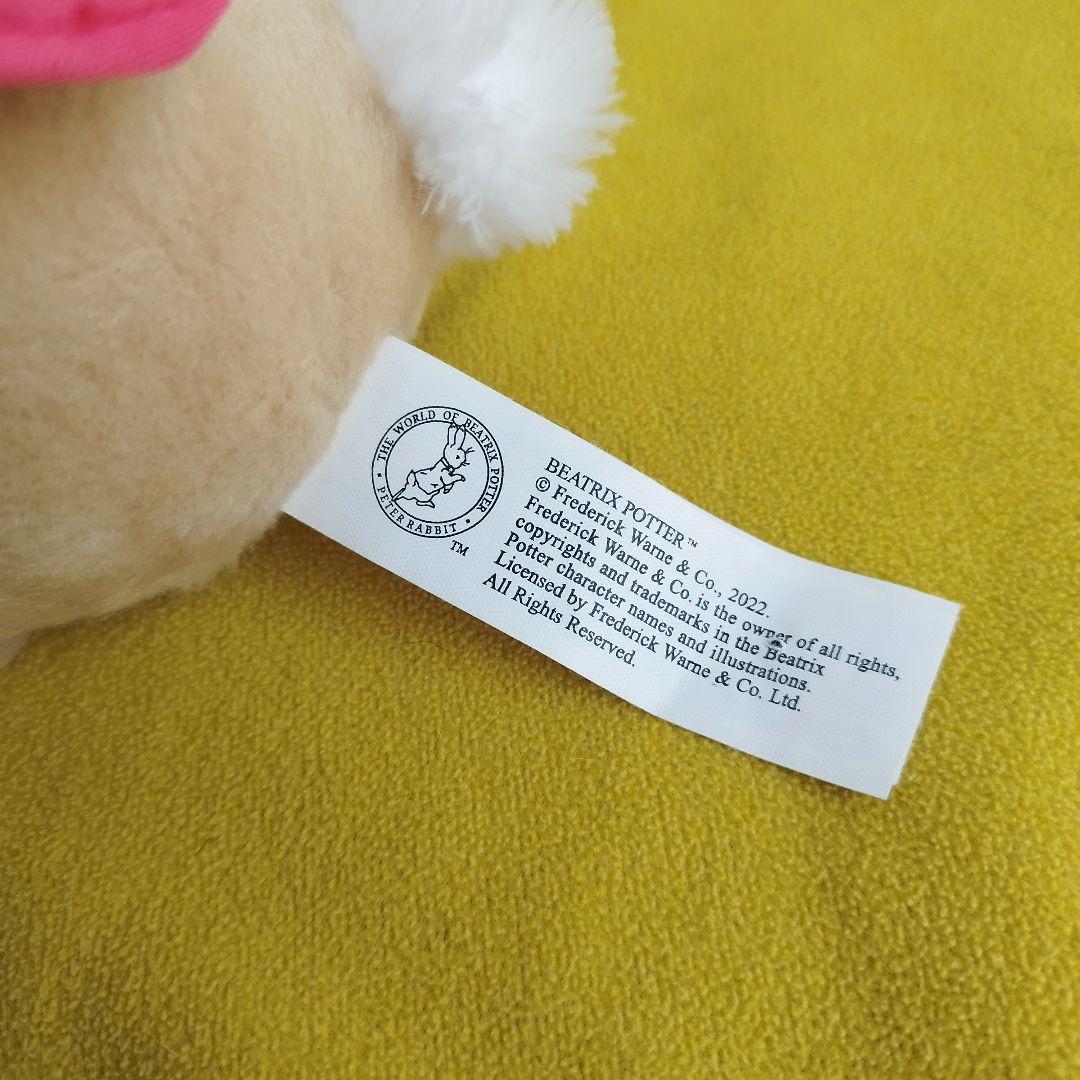 THE WORLD OF BEATRIX POTTER
• PETER RABBIT •
TM
BEATRIX POTTER™
© Frederick Warne & Co., 2022.
Frederick Warne & Co. is the owner of all rights,
copyrights and trademarks in the Beatrix
Potter character names and illustrations.
Licensed by Frederick Warne & Co. Ltd.
All Rights Reserved.